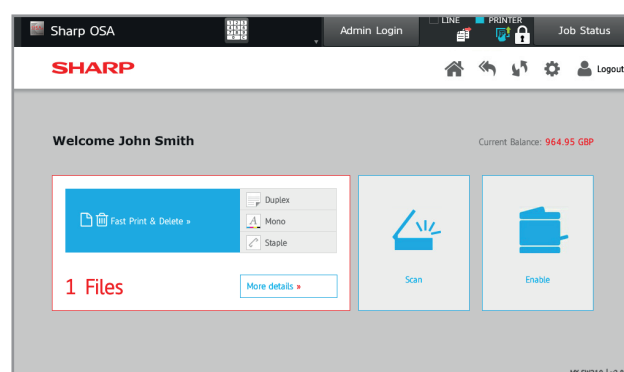 Sharp OSA
Admin Login
LINE
PRINTER
Job Status
SHARP
Logout
Welcome John Smith
Current Balance: 964.95 GBP
Fast Print & Delete »
Duplex
Mono
Staple
1 Files
More details »
Scan
Enable